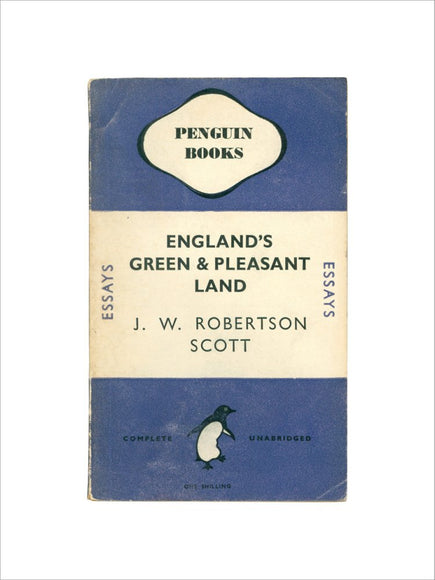 PENGUIN
BOOKS
ENGLAND'S
GREEN & PLEASANT
LAND
ESSAYS
ESSAYS
J. W. ROBERTSON
SCOTT
COMPLETE UNABRIDGED
ONE SHILLING